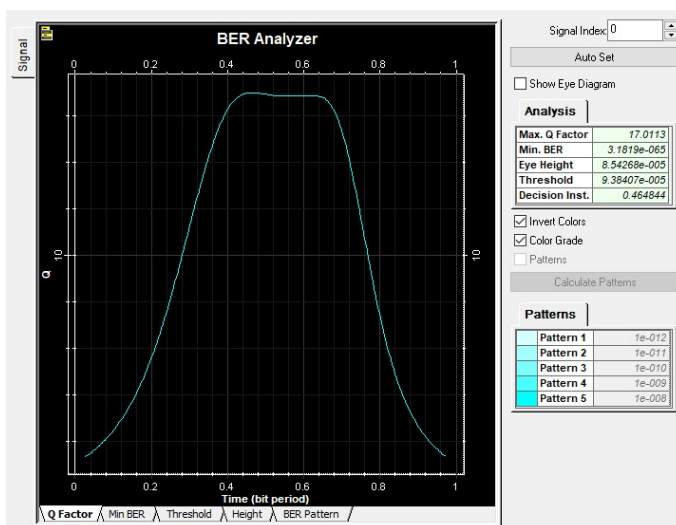 Signal
BER Analyzer
0 0.2 0.4 0.6 0.8 1
Q
10
10
0 0.2 0.4 0.6 0.8 1
Time (bit period)
Q Factor Min BER Threshold Height BER Pattern
Signal Index: 0
Auto Set
Show Eye Diagram
Analysis
Max. Q Factor 17.0113
Min. BER 3.1819e-065
Eye Height 8.54268e-005
Threshold 9.38407e-005
Decision Inst. 0.464844
Invert Colors
Color Grade
Patterns
Calculate Patterns
Patterns
Pattern 1 1e-012
Pattern 2 1e-011
Pattern 3 1e-010
Pattern 4 1e-009
Pattern 5 1e-008